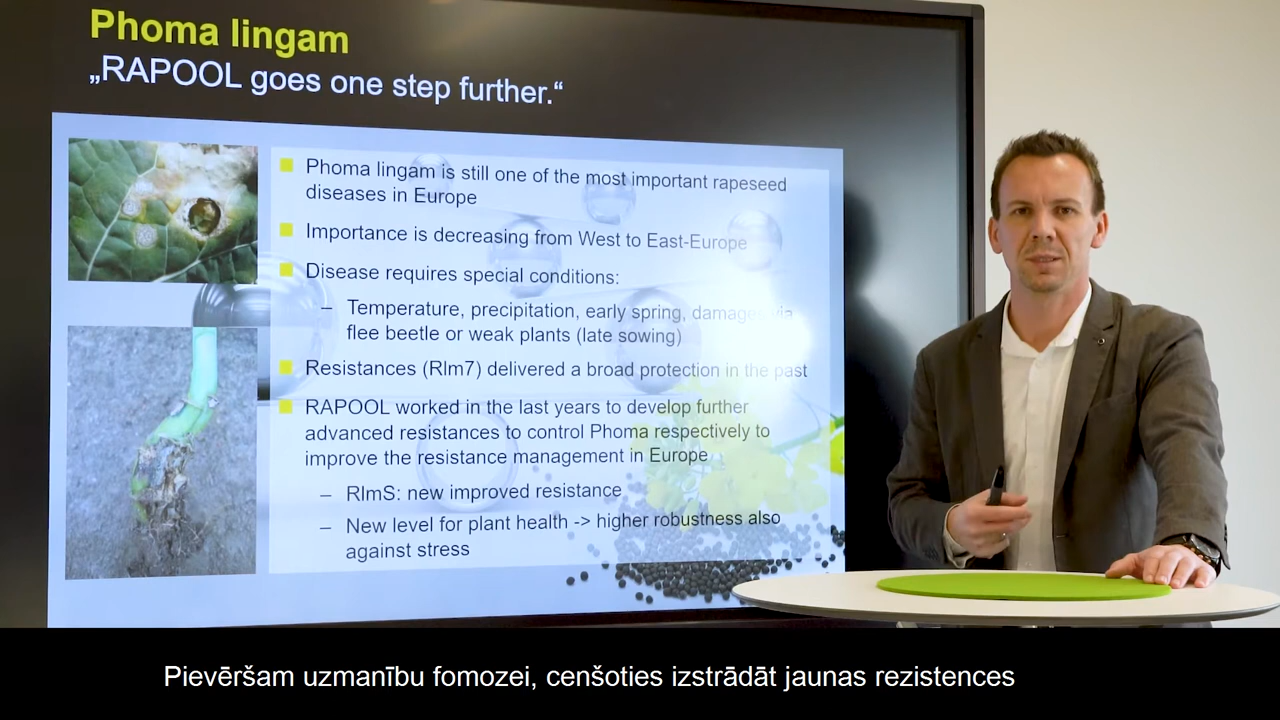 Phoma lingam
„RAPOOL goes one step further.“
Phoma lingam is still one of the most important rapeseed
diseases in Europe
Importance is decreasing from West to East-Europe
Disease requires special conditions:
– Temperature, precipitation, early spring, damages via
flee beetle or weak plants (late sowing)
Resistances (Rlm7) delivered a broad protection in the past
RAPOOL worked in the last years to develop further
advanced resistances to control Phoma respectively to
improve the resistance management in Europe
– RlmS: new improved resistance
– New level for plant health -> higher robustness also
against stress
Pievēršam uzmanību fomozei, cenšoties izstrādāt jaunas rezistences